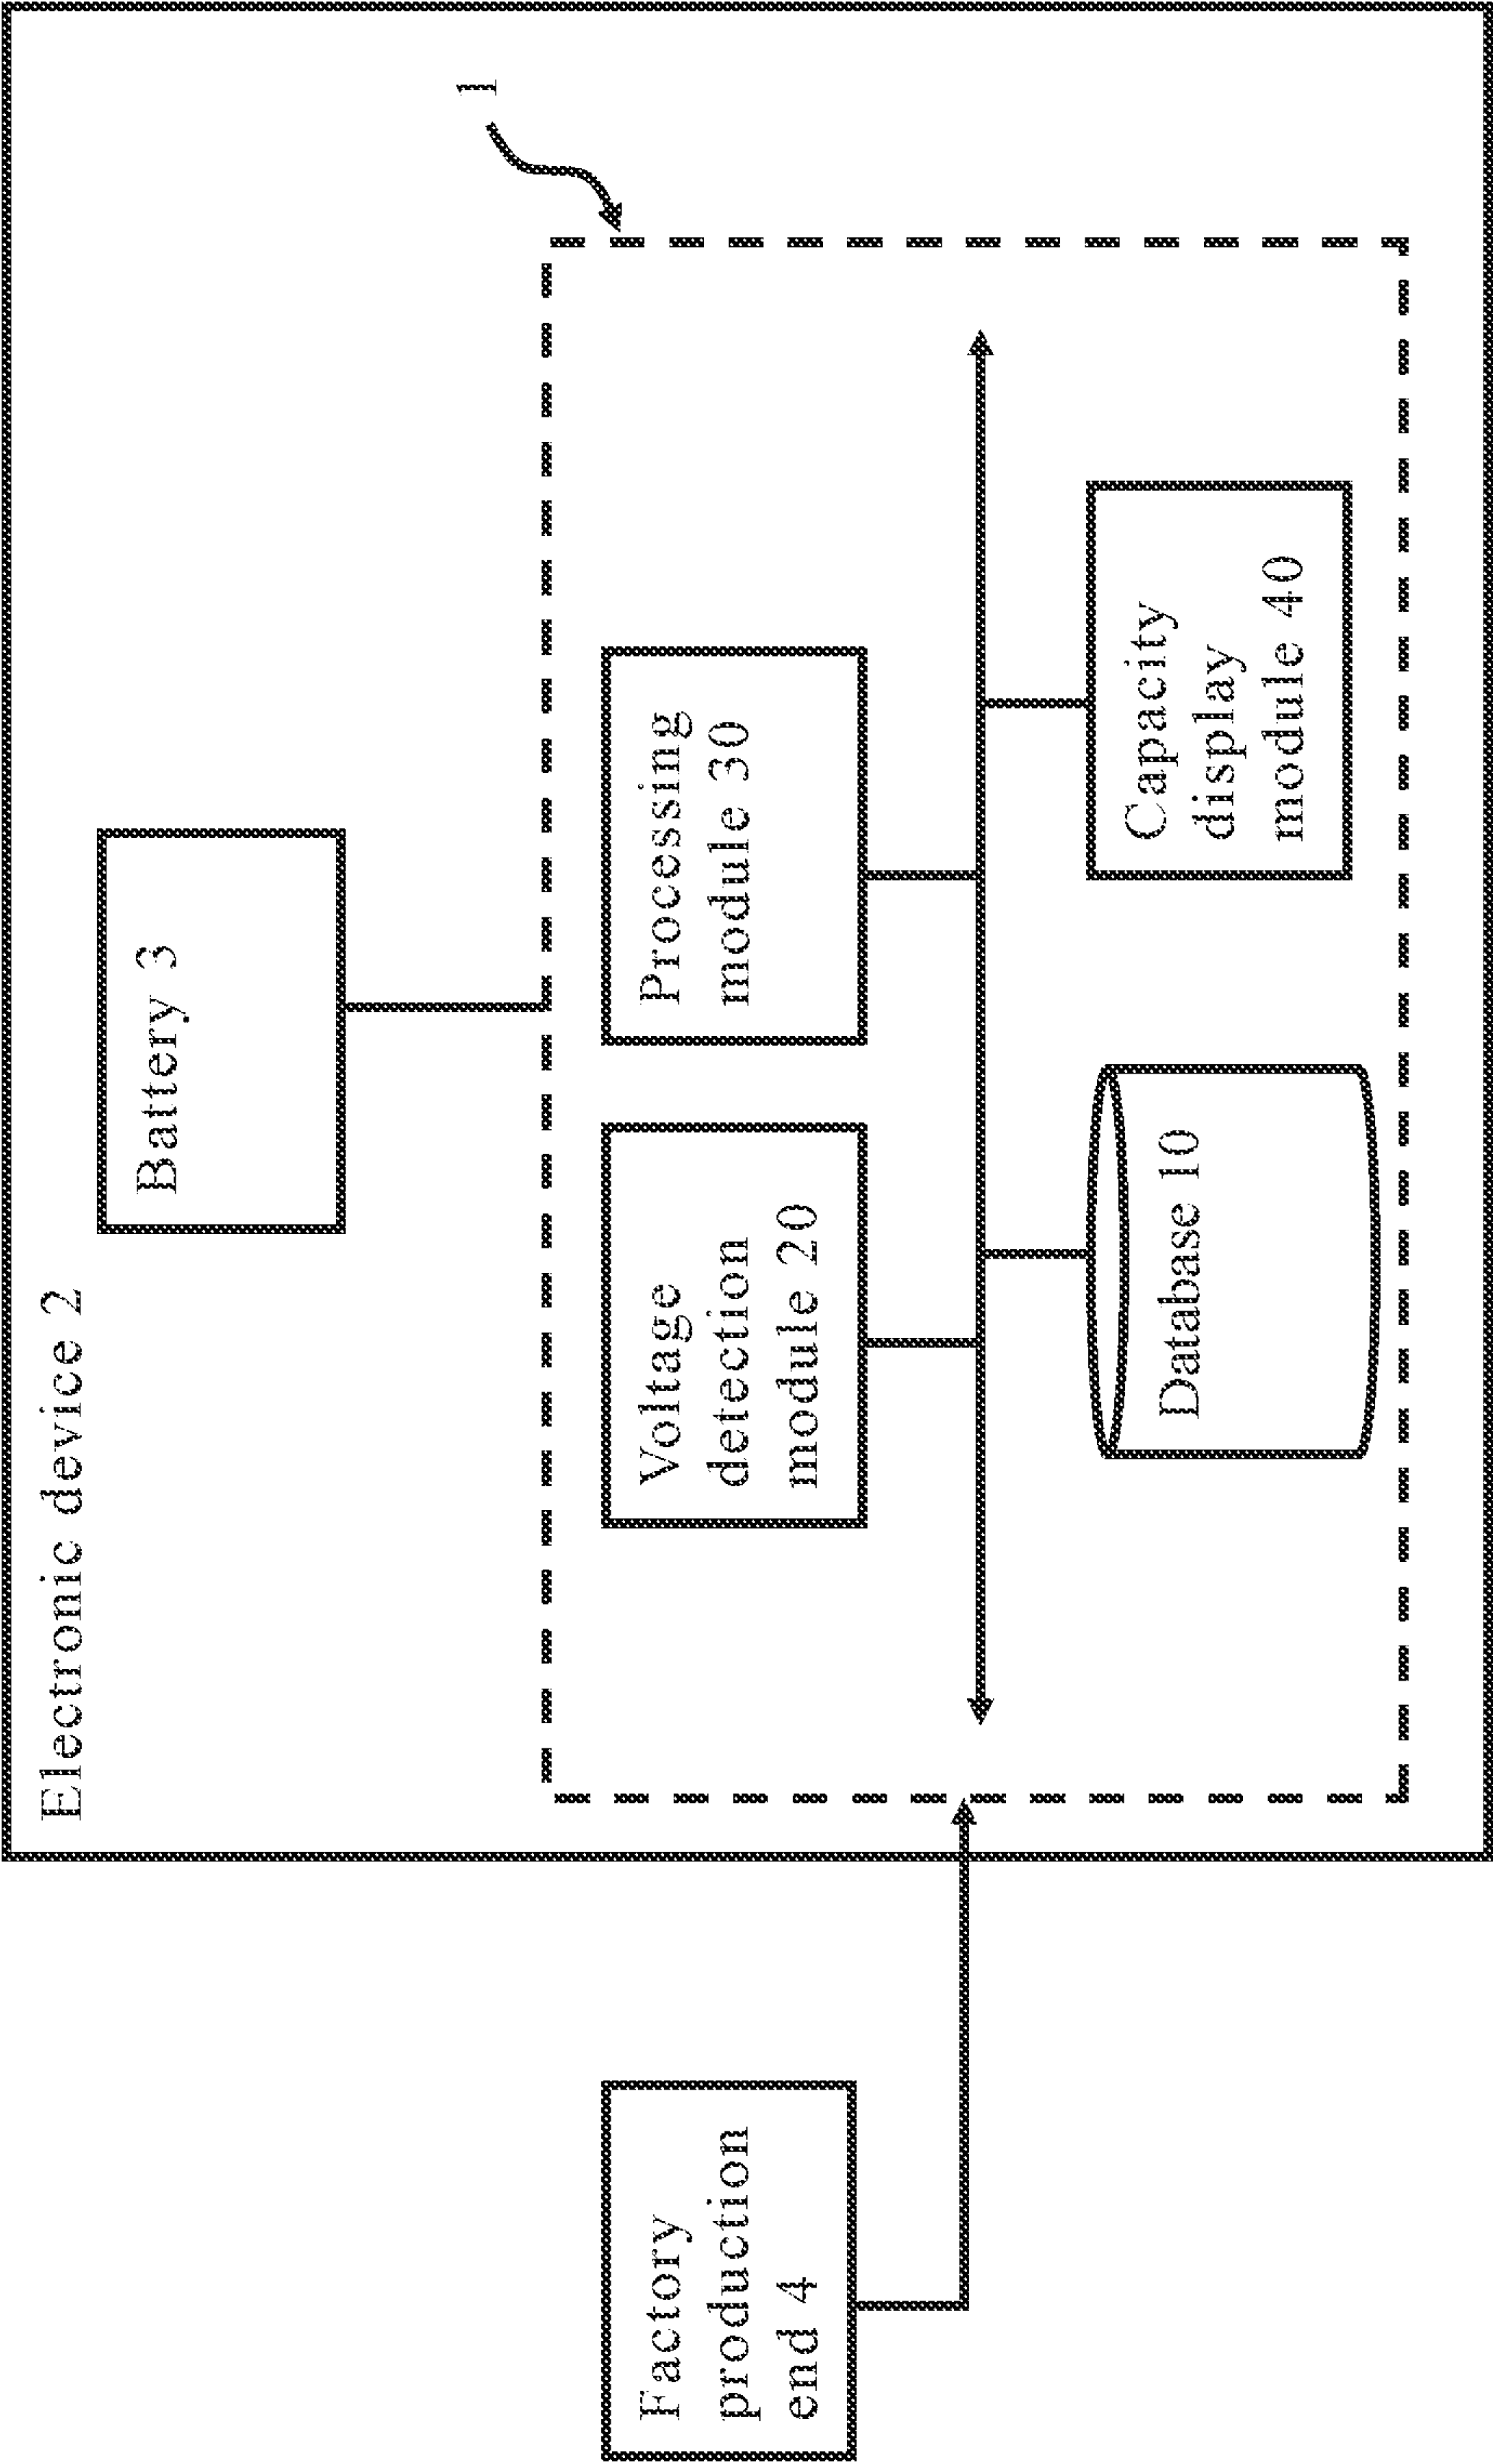 Electronic device 2
Battery 3
1
Factory
production
end 4
Voltage
detection
module 20
Processing
module 30
Database 10
Capacity
display
module 40